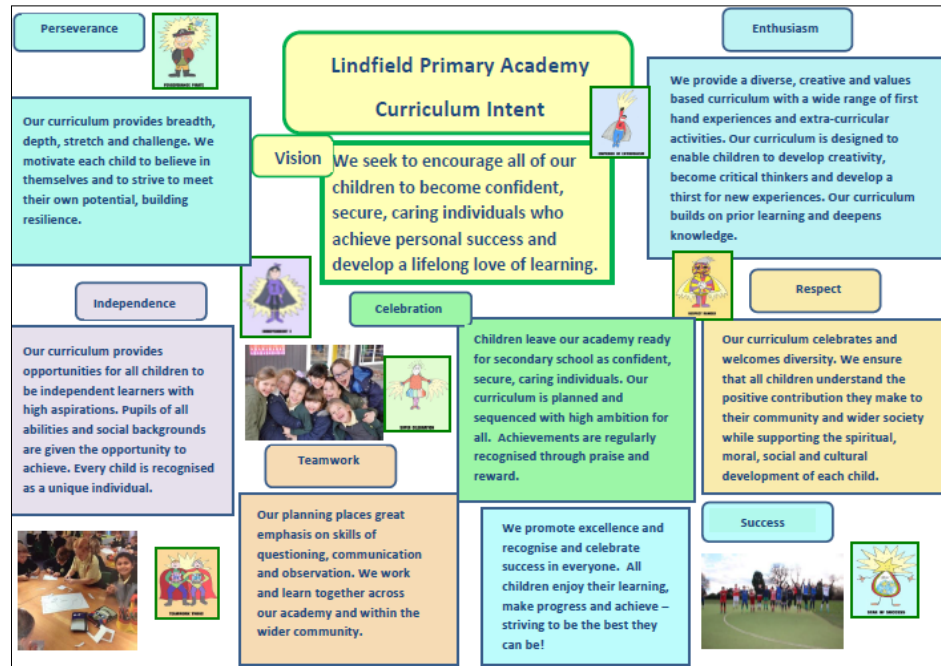 Perseverance
Enthusiasm
Lindfield Primary Academy
Curriculum Intent
Our curriculum provides breadth,
depth, stretch and challenge. We
motivate each child to believe in
themselves and to strive to meet
their own potential, building
resilience.
Vision
We seek to encourage all of our
children to become confident,
secure, caring individuals who
achieve personal success and
develop a lifelong love of learning.
We provide a diverse, creative and values
based curriculum with a wide range of first
hand experiences and extra-curricular
activities. Our curriculum is designed to
enable children to develop creativity,
become critical thinkers and develop a
thirst for new experiences. Our curriculum
builds on prior learning and deepens
knowledge.
Independence
Our curriculum provides
opportunities for all children to
be independent learners with
high aspirations. Pupils of all
abilities and social backgrounds
are given the opportunity to
achieve. Every child is recognised
as a unique individual.
Celebration
Children leave our academy ready
for secondary school as confident,
secure, caring individuals. Our
curriculum is planned and
sequenced with high ambition for
all.  Achievements are regularly
recognised through praise and
reward.
Respect
Our curriculum celebrates and
welcomes diversity. We ensure
that all children understand the
positive contribution they make to
their community and wider society
while supporting the spiritual,
moral, social and cultural
development of each child.
Teamwork
Our planning places great
emphasis on skills of
questioning, communication
and observation. We work
and learn together across
our academy and within the
wider community.
We promote excellence and
recognise and celebrate
success in everyone.  All
children enjoy their learning,
make progress and achieve –
striving to be the best they
can be!
Success